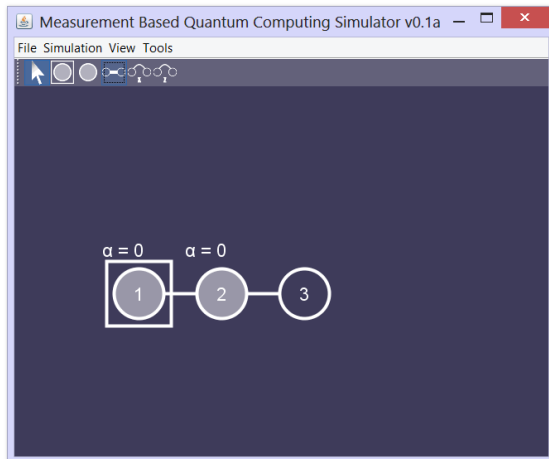 Measurement Based Quantum Computing Simulator v0.1a
File Simulation View Tools
α = 0 α = 0
1 2 3